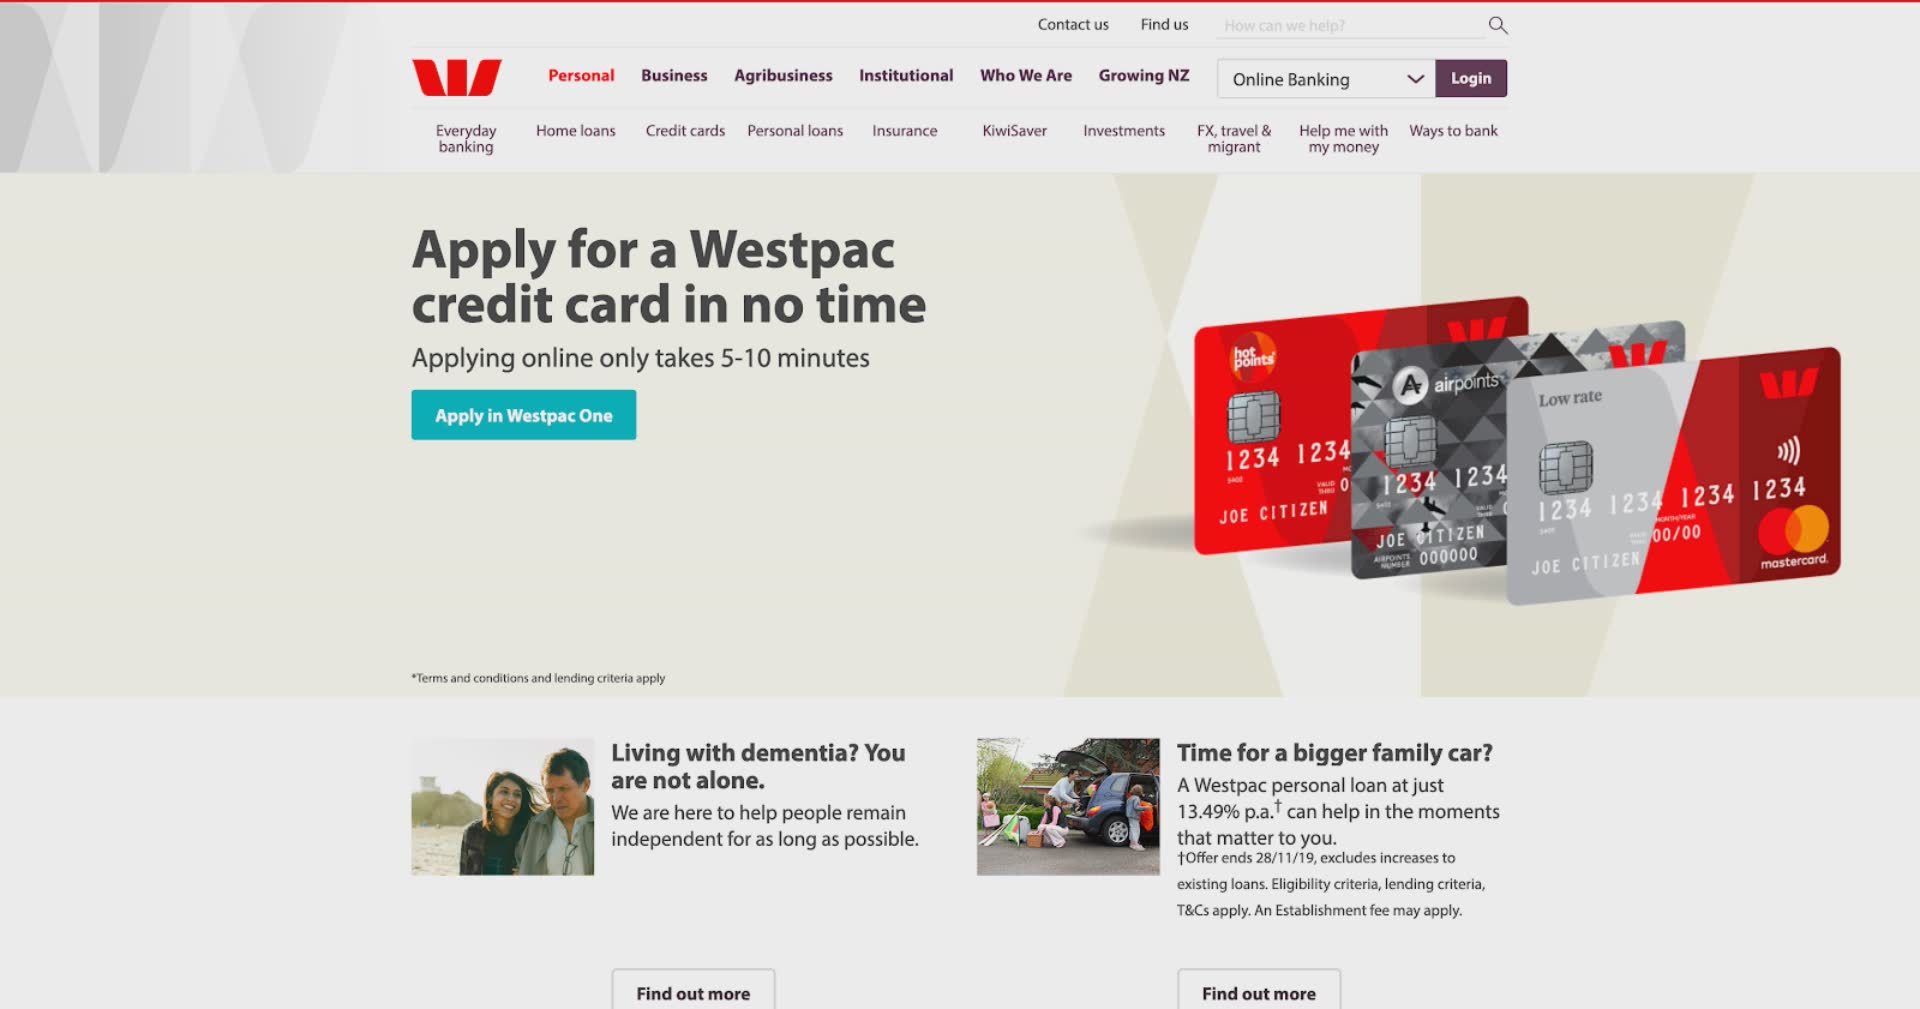 Contact us
Find us
How can we help?
Personal
Business
Agribusiness
Institutional
Who We Are
Growing NZ
Online Banking
Login
Everyday
banking
Home loans
Credit cards
Personal loans
Insurance
KiwiSaver
Investments
FX, travel &
migrant
Help me with
my money
Ways to bank
Apply for a Westpac
credit card in no time
Applying online only takes 5-10 minutes
Apply in Westpac One
hot
points
1234 1234
JOE CITIZEN
airpoints
1234 1234
JOE CITIZEN
AIRPOINTS
NUMBER 000000
Low rate
1234 1234 1234 1234
MONTH/YEAR
00/00
JOE CITIZEN
mastercard.
*Terms and conditions and lending criteria apply
Living with dementia? You
are not alone.
We are here to help people remain
independent for as long as possible.
Find out more
Time for a bigger family car?
A Westpac personal loan at just
13.49% p.a.† can help in the moments
that matter to you.
†Offer ends 28/11/19, excludes increases to
existing loans. Eligibility criteria, lending criteria,
T&Cs apply. An Establishment fee may apply.
Find out more